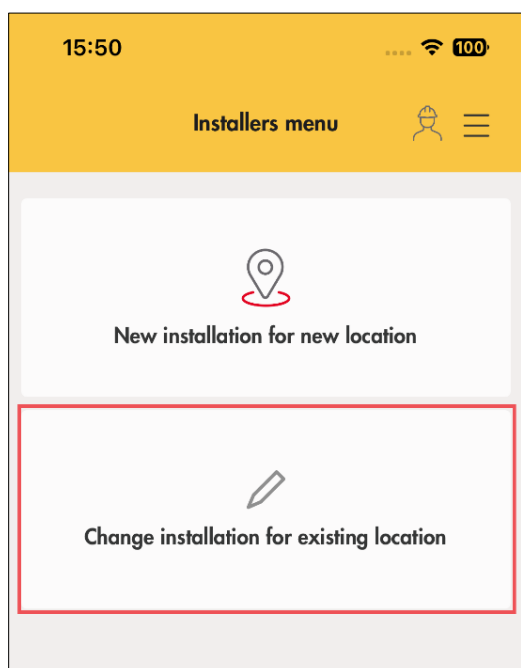 15:50
100
Installers menu
New installation for new location
Change installation for existing location